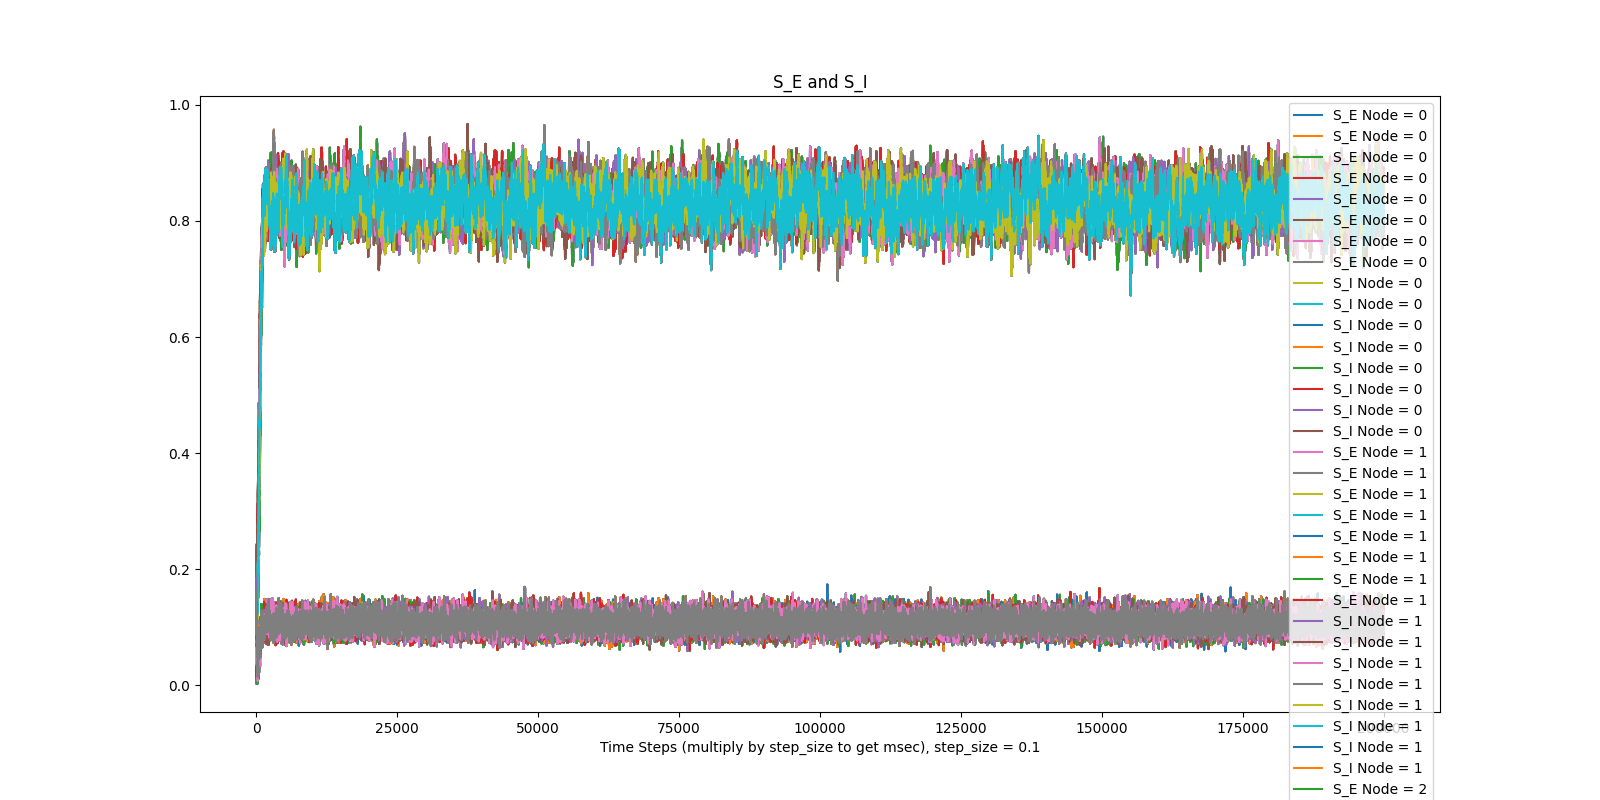 S_E and S_I
1.0
0.8
0.6
0.4
0.2
0.0
0 25000 50000 75000 100000 125000 150000 175000
Time Steps (multiply by step_size to get msec), step_size = 0.1
S_E Node = 0
S_E Node = 0
S_E Node = 0
S_E Node = 0
S_E Node = 0
S_E Node = 0
S_E Node = 0
S_E Node = 0
S_I Node = 0
S_I Node = 0
S_I Node = 0
S_I Node = 0
S_I Node = 0
S_I Node = 0
S_I Node = 0
S_I Node = 0
S_E Node = 1
S_E Node = 1
S_E Node = 1
S_E Node = 1
S_E Node = 1
S_E Node = 1
S_E Node = 1
S_E Node = 1
S_I Node = 1
S_I Node = 1
S_I Node = 1
S_I Node = 1
S_I Node = 1
S_I Node = 1
S_I Node = 1
S_I Node = 1
S_E Node = 2